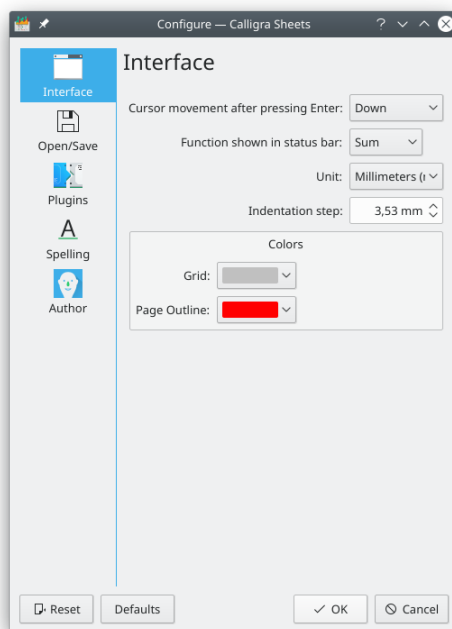 Configure — Calligra Sheets
Interface
Interface
Cursor movement after pressing Enter: Down
Function shown in status bar: Sum
Unit: Millimeters (
Indentation step: 3,53 mm
Colors
Grid:
Page Outline:
Open/Save
Plugins
Spelling
Author
Reset Defaults OK Cancel